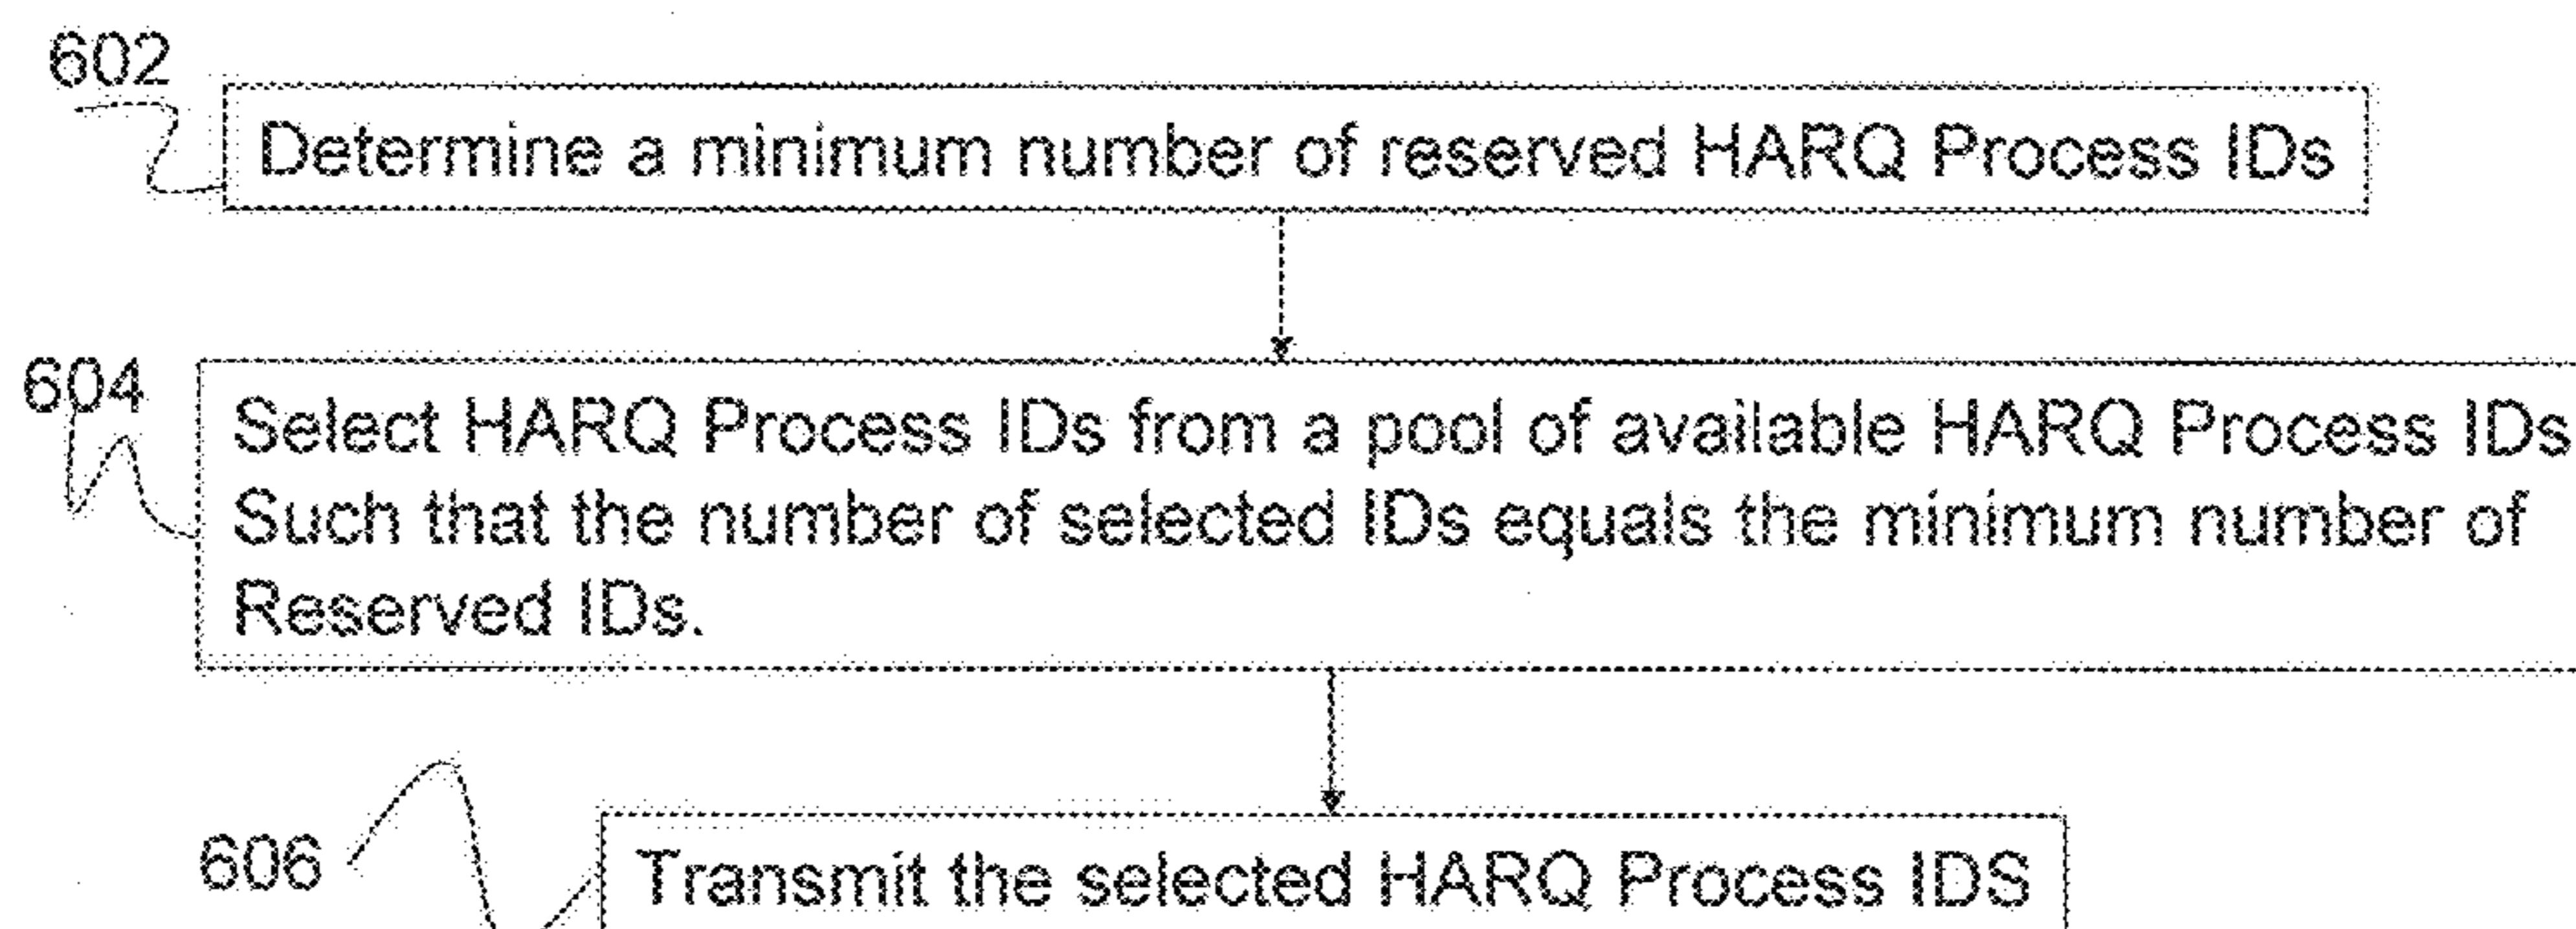 602
Determine a minimum number of reserved HARQ Process IDs
604
Select HARQ Process IDs from a pool of available HARQ Process IDs
Such that the number of selected IDs equals the minimum number of
Reserved IDs.
606
Transmit the selected HARQ Process IDS